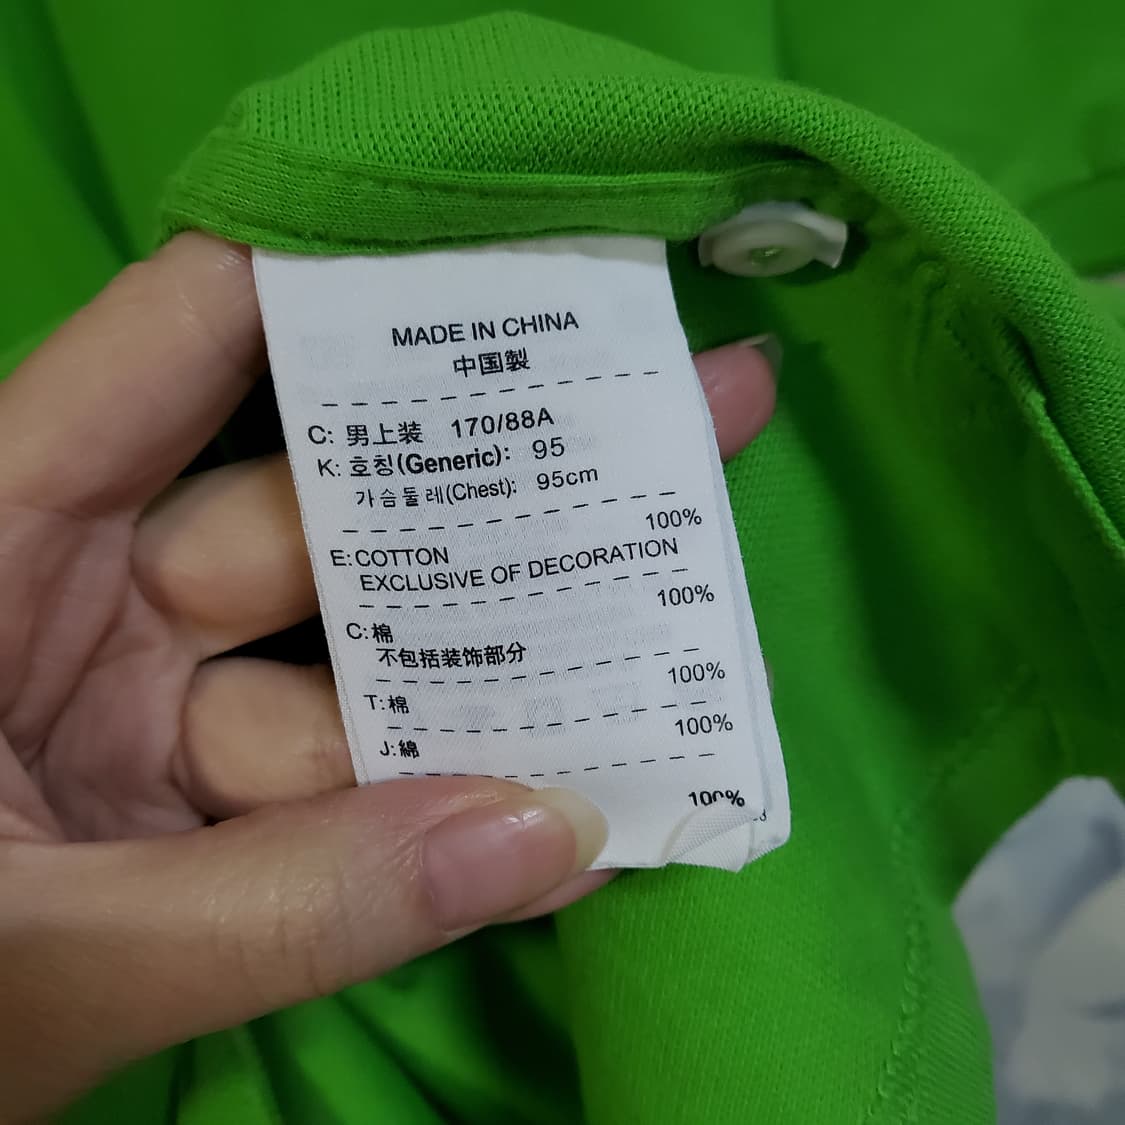 MADE IN CHINA
中国製
C: 男上装 170/88A
K: 호칭(Generic): 95
가슴둘레(Chest): 95cm
100%
E: COTTON
EXCLUSIVE OF DECORATION
100%
C: 棉
不包括装饰部分
100%
T: 棉
100%
J: 綿
100%